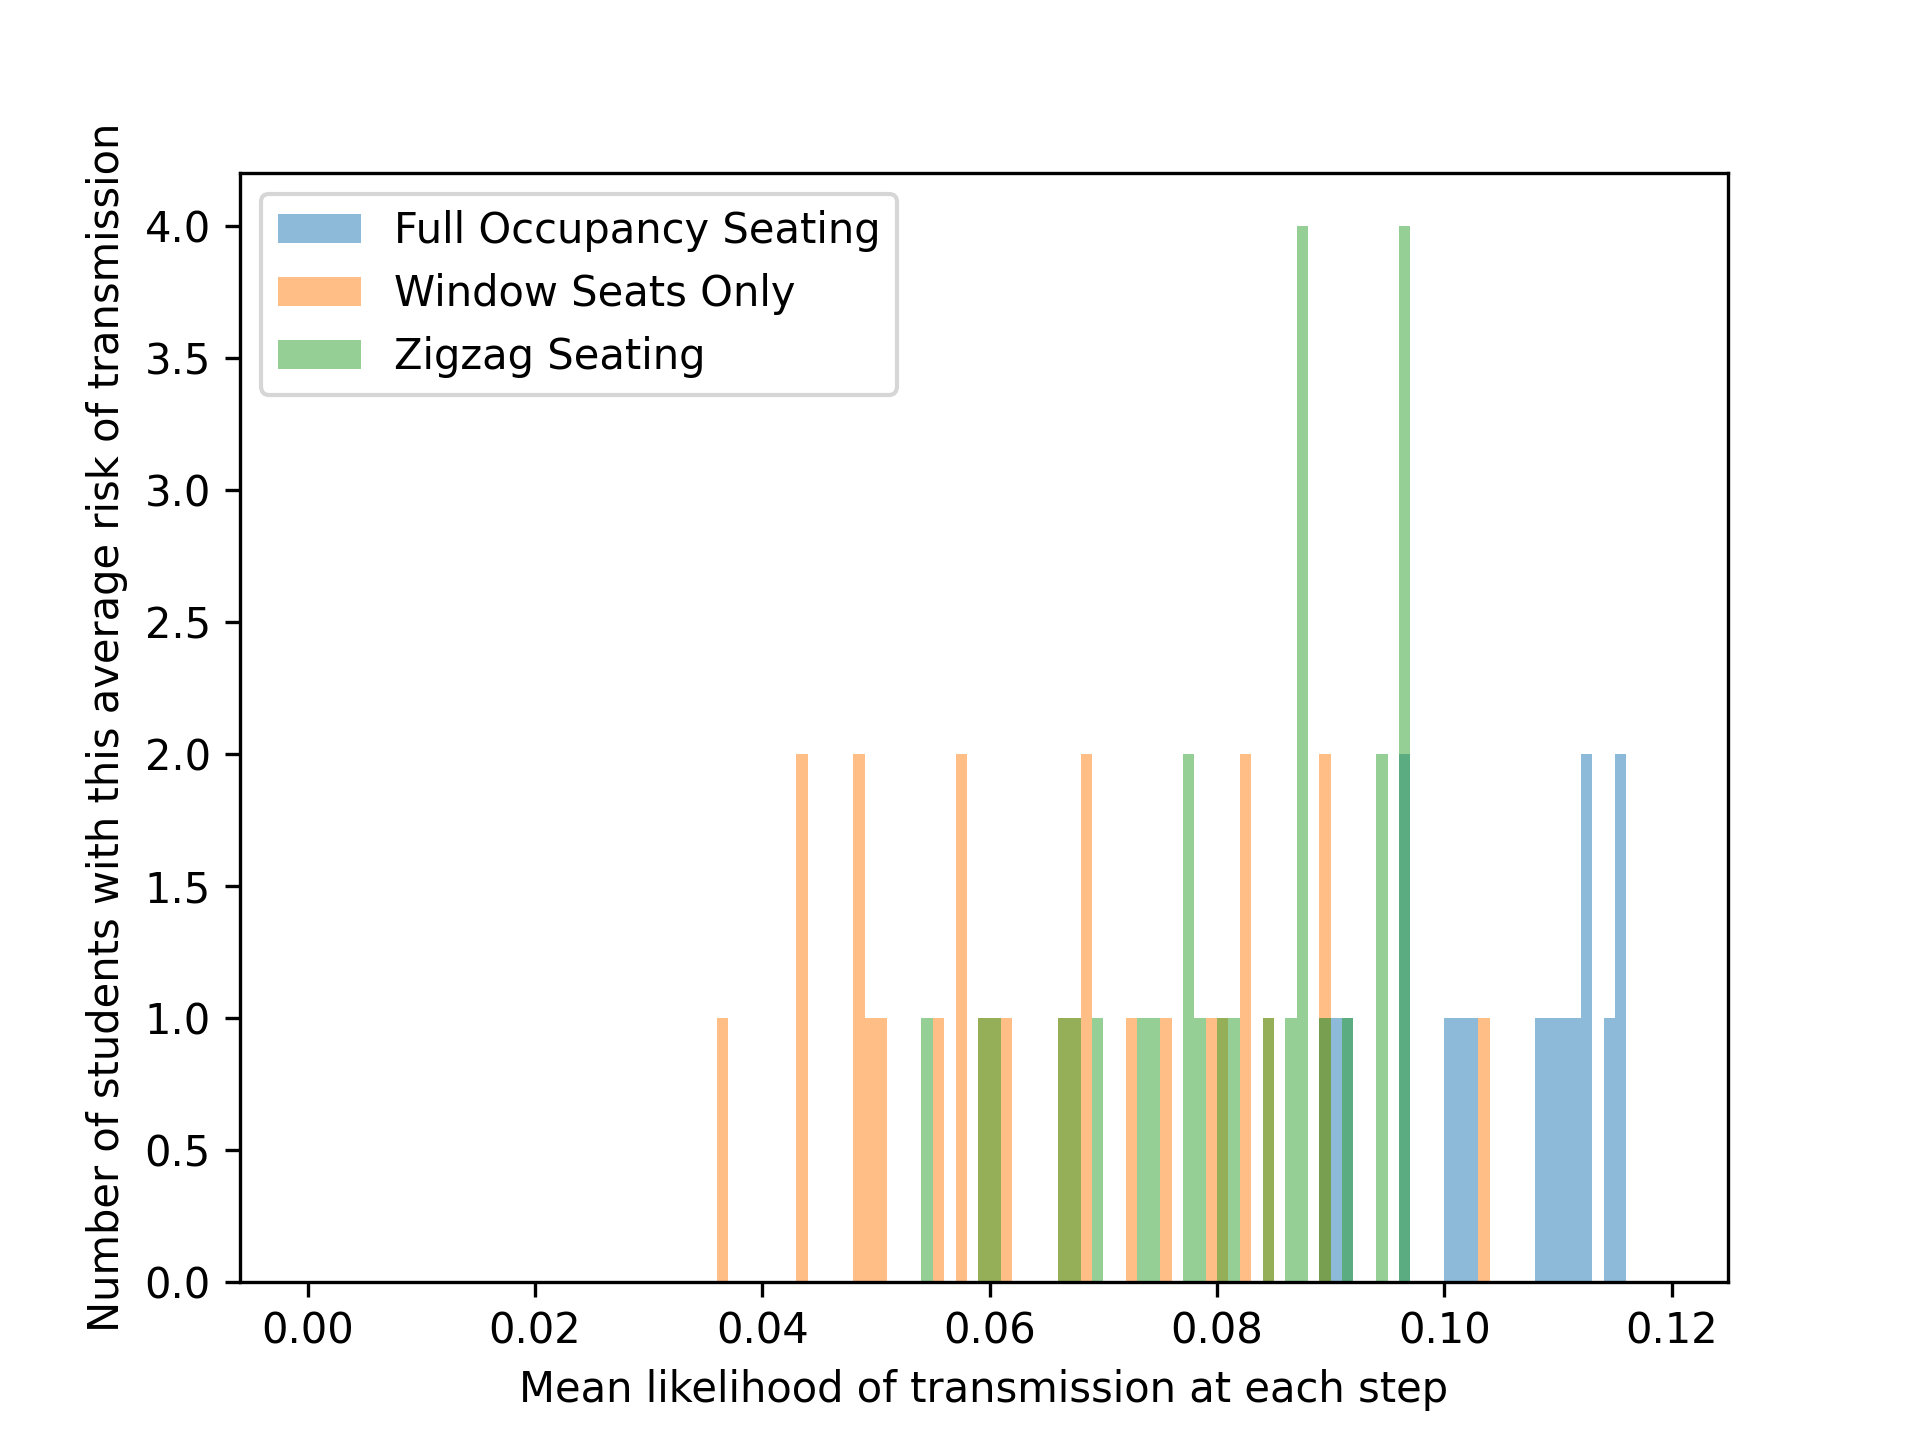 Full Occupancy Seating
Window Seats Only
Zigzag Seating
Number of students with this average risk of transmission
4.0
3.5
3.0
2.5
2.0
1.5
1.0
0.5
0.0
0.00 0.02 0.04 0.06 0.08 0.10 0.12
Mean likelihood of transmission at each step